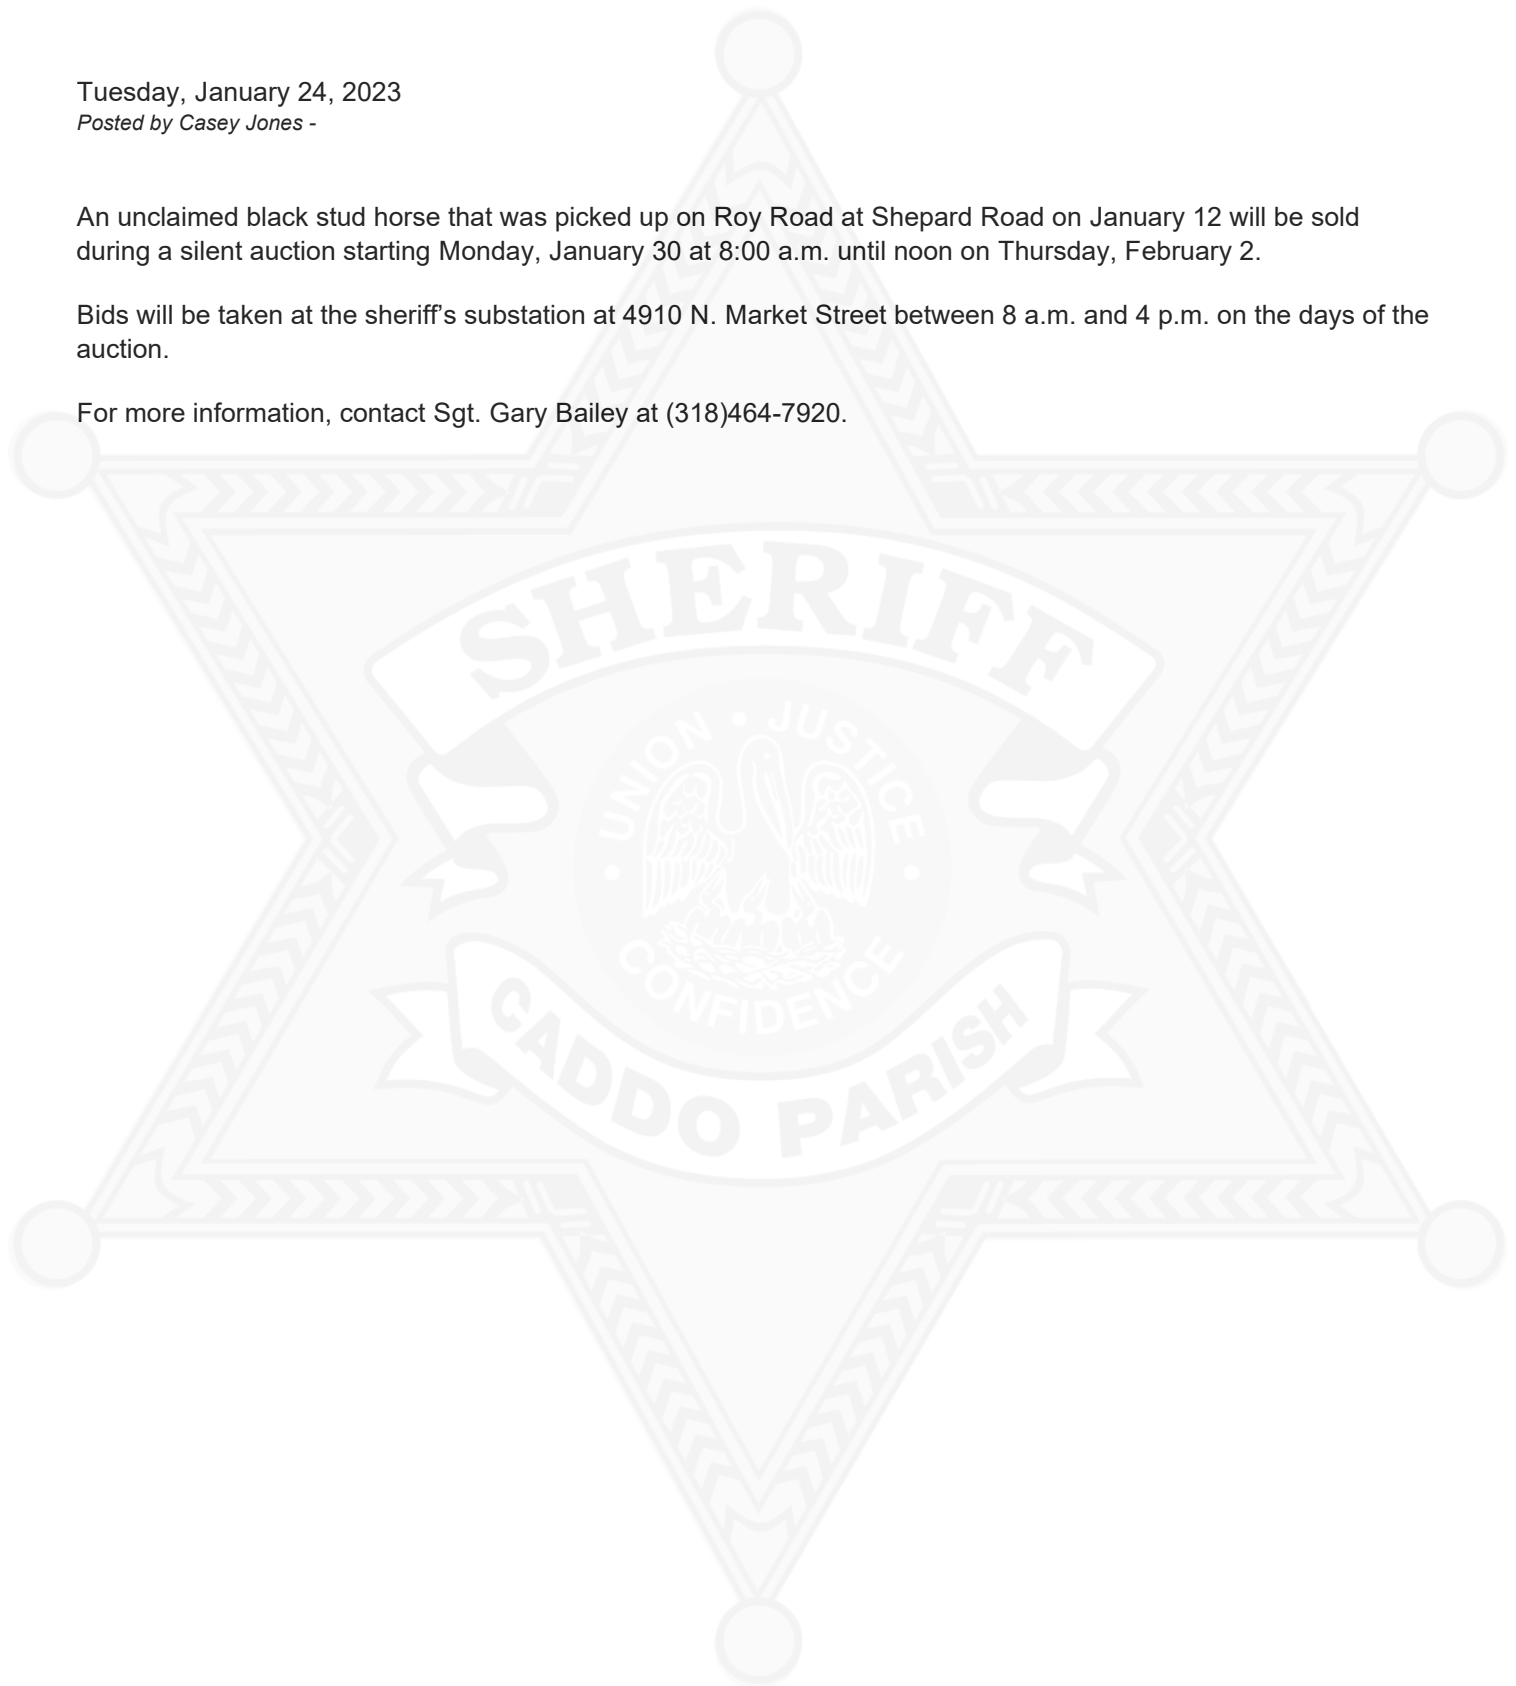 Tuesday, January 24, 2023
Posted by Casey Jones -
An unclaimed black stud horse that was picked up on Roy Road at Shepard Road on January 12 will be sold
during a silent auction starting Monday, January 30 at 8:00 a.m. until noon on Thursday, February 2.
Bids will be taken at the sheriff’s substation at 4910 N. Market Street between 8 a.m. and 4 p.m. on the days of the
auction.
For more information, contact Sgt. Gary Bailey at (318)464-7920.
SHERIFF
UNION • JUSTICE
• CONFIDENCE •
CADDO PARISH